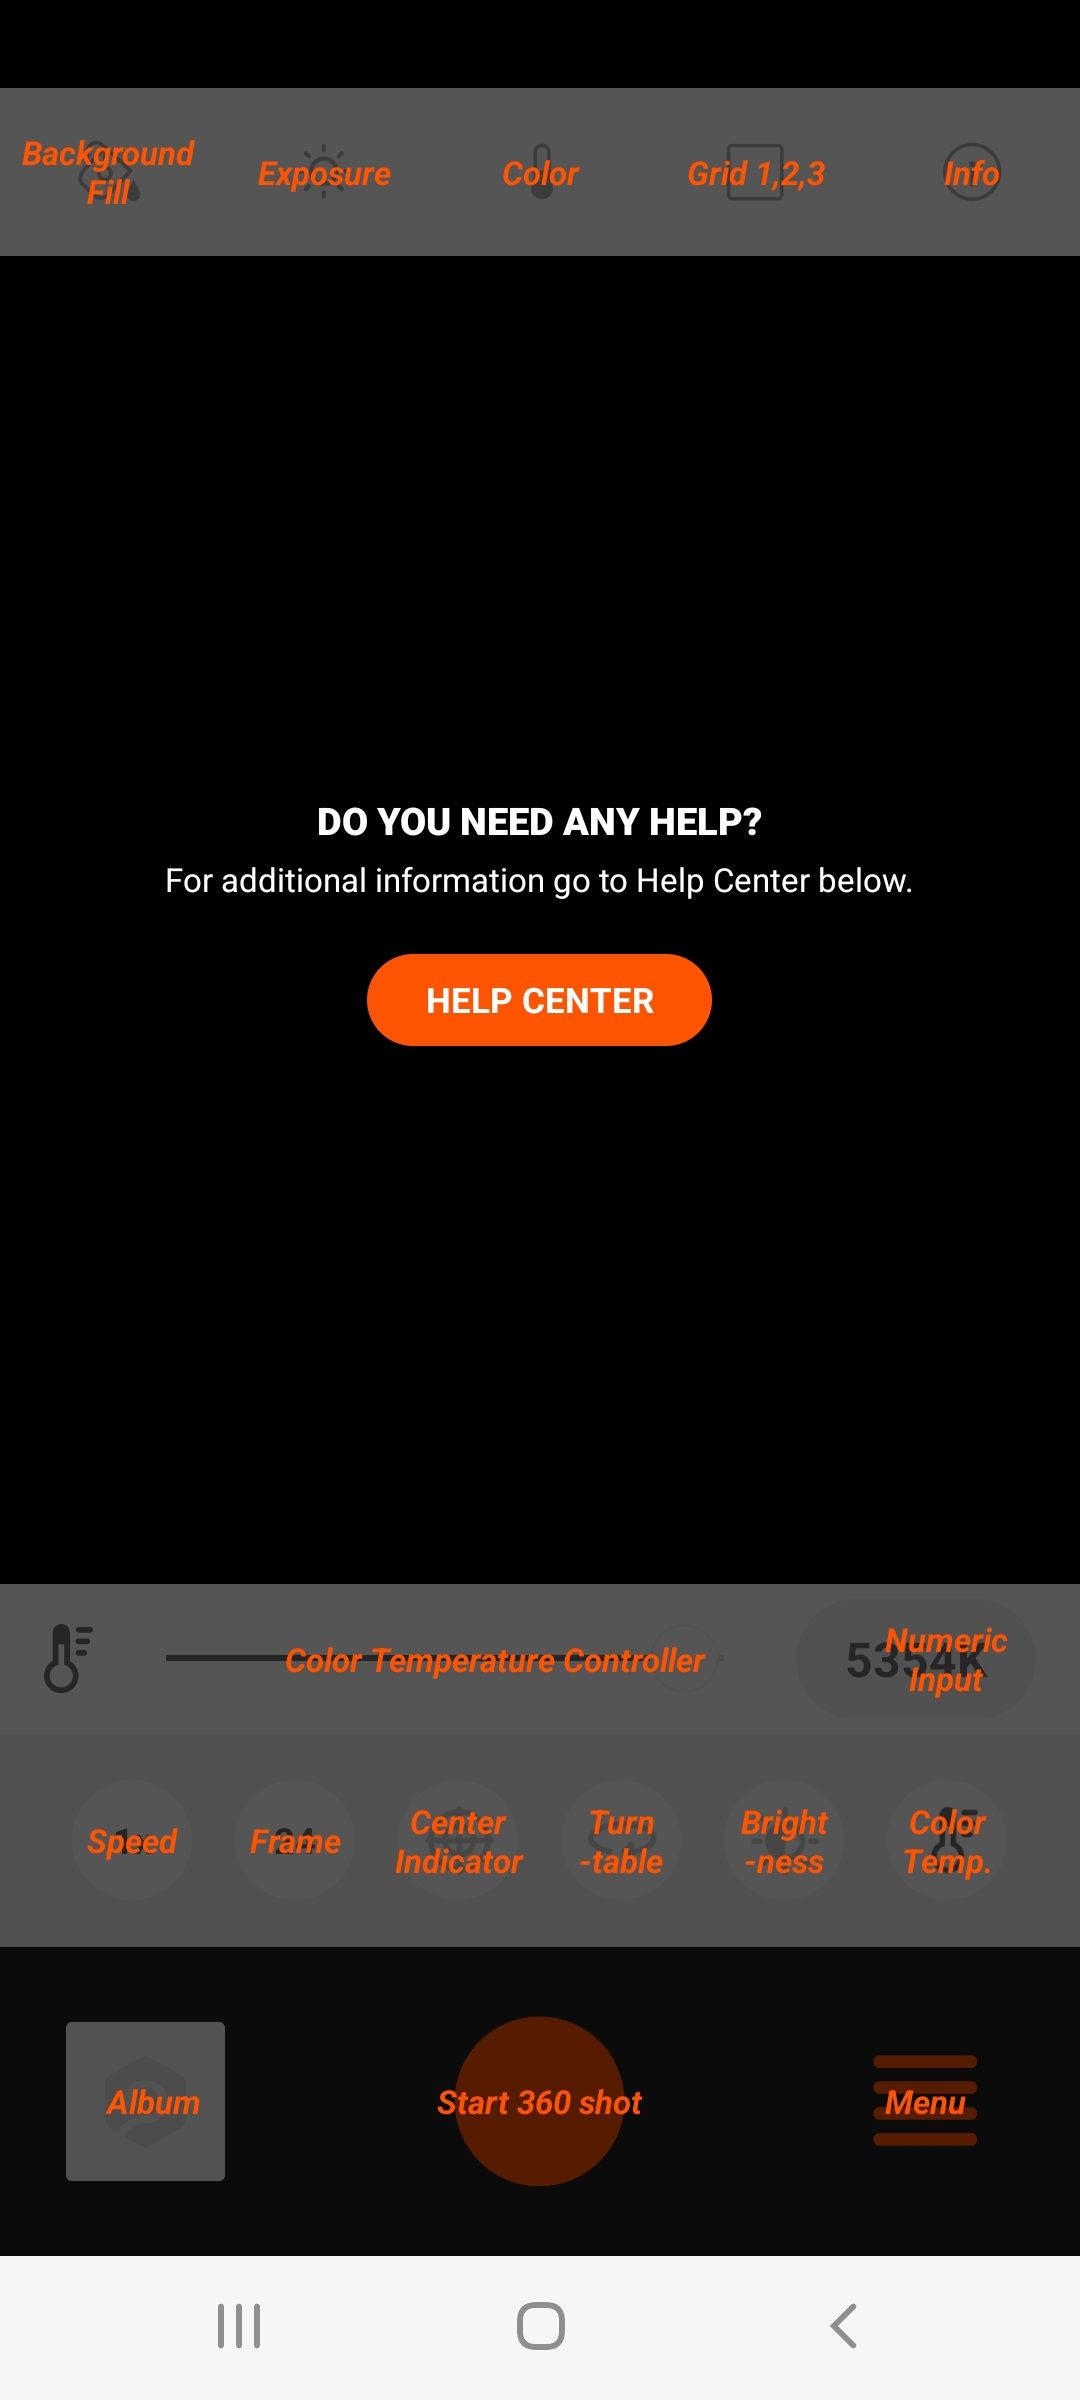 Background
Fill
Exposure
Color
Grid 1,2,3
Info
DO YOU NEED ANY HELP?
For additional information go to Help Center below.
HELP CENTER
Color Temperature Controller
5354K
Numeric
Input
Speed
1x
Frame
24
Center
Indicator
Turn
-table
Bright
-ness
Color
Temp.
Album
Start 360 shot
Menu